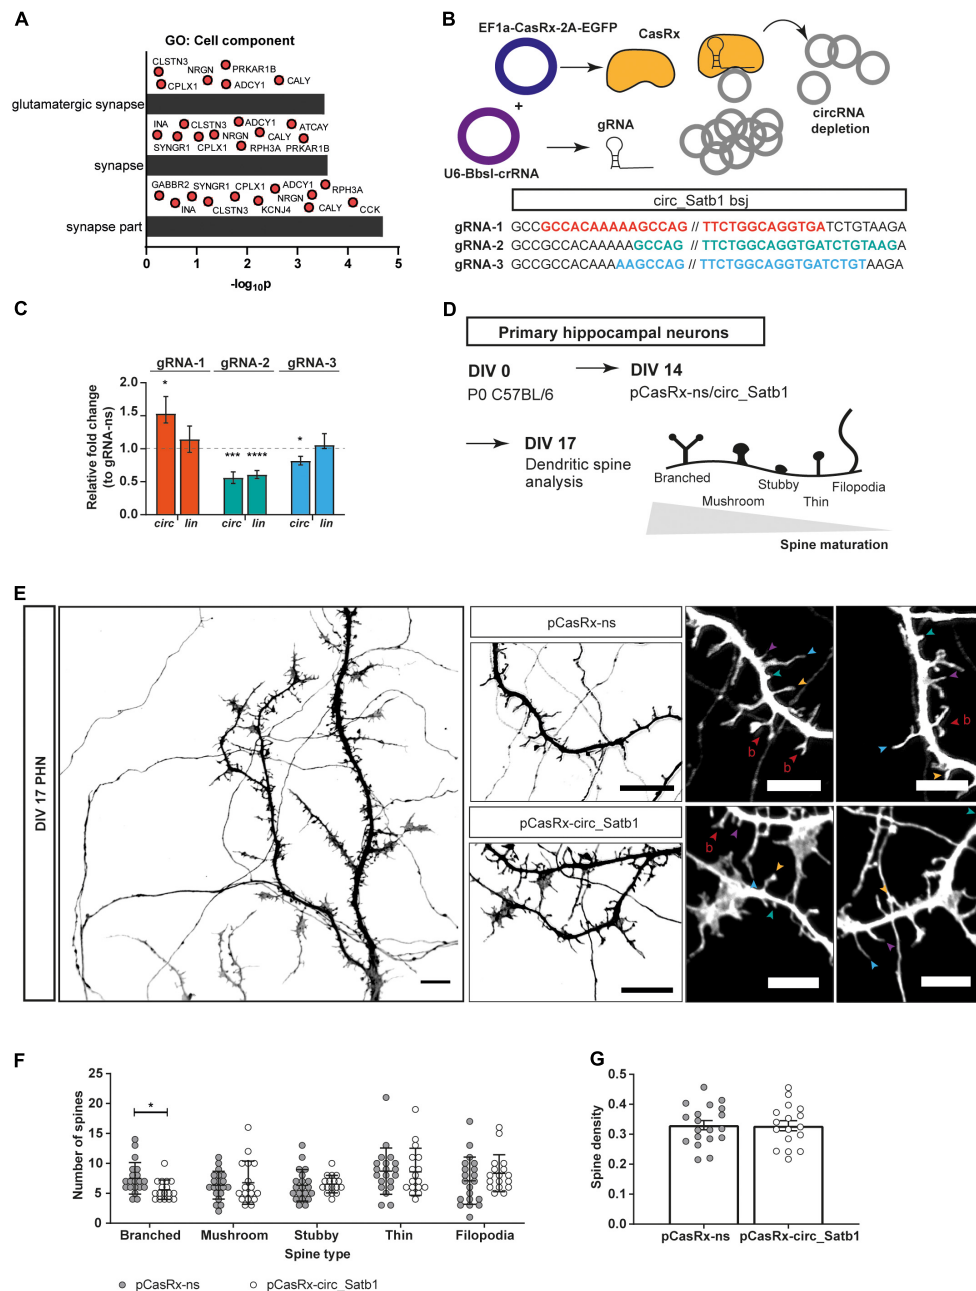 A
GO: Cell component
CLSTN3
NRGN
PRKAR1B
CALY
CPLX1
ADCY1
glutamatergic synapse
INA
CLSTN3
ADCY1
ATCAY
SYNGR1
CPLX1
NRGN
CALY
RPH3A
PRKAR1B
synapse
GABBR2
SYNGR1
CPLX1
ADCY1
RPH3A
NRGN
INA
CLSTN3
KCNJ4
CALY
CCK
synapse part
0 1 2 3 4 5
-log10p
B
EF1a-CasRx-2A-EGFP
CasRx
+
gRNA
circRNA
depletion
U6-BbsI-crRNA
circ_Satb1 bsj
gRNA-1 GCCGCCACAAAAAGCCAG // TTCTGGCAGGTGATCTGTAAGA
gRNA-2 GCCGCCACAAAAAGCCAG // TTCTGGCAGGTGATCTGTAAGA
gRNA-3 GCCGCCACAAAAAGCCAG // TTCTGGCAGGTGATCTGTAAGA
C
gRNA-1 gRNA-2 gRNA-3
Relative fold change
(to gRNA-ns)
2.0
1.5
1.0
0.5
0.0
*
*** ****
*
circ lin circ lin circ lin
D
Primary hippocampal neurons
DIV 0
P0 C57BL/6
DIV 14
pCasRx-ns/circ_Satb1
DIV 17
Dendritic spine
analysis
Branched
Mushroom
Stubby
Thin
Filopodia
Spine maturation
E
DIV 17 PHN
pCasRx-ns
b
b
b
pCasRx-circ_Satb1
b
F
Number of spines
25
20
15
10
5
0
*
Branched Mushroom Stubby Thin Filopodia
Spine type
pCasRx-ns pCasRx-circ_Satb1
G
Spine density
0.5
0.4
0.3
0.2
0.1
0.0
pCasRx-ns pCasRx-circ_Satb1